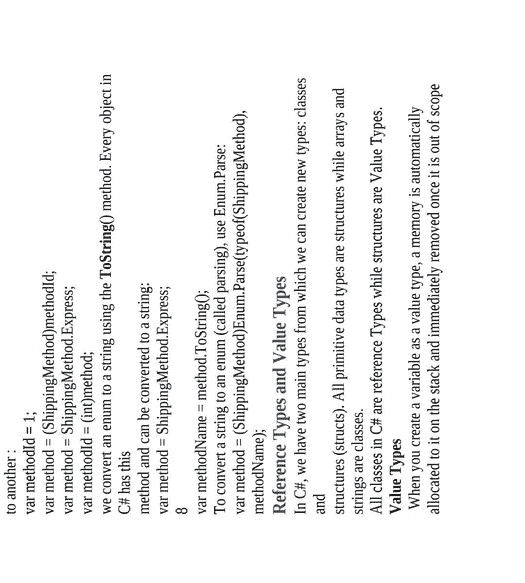 to another :
var methodId = 1;
var method = (ShippingMethod)methodId;
var method = ShippingMethod.Express;
var methodId = (int)method;
we convert an enum to a string using the ToString() method. Every object in
C# has this
method and can be converted to a string:
var method = ShippingMethod.Express;
8
var methodName = method.ToString();
To convert a string to an enum (called parsing), use Enum.Parse:
var method = (ShippingMethod)Enum.Parse(typeof(ShippingMethod),
methodName);
Reference Types and Value Types
In C#, we have two main types from which we can create new types: classes
and
structures (structs). All primitive data types are structures while arrays and
strings are classes.
All classes in C# are reference Types while structures are Value Types.
Value Types
When you create a variable as a value type, a memory is automatically
allocated to it on the stack and immediately removed once it is out of scope